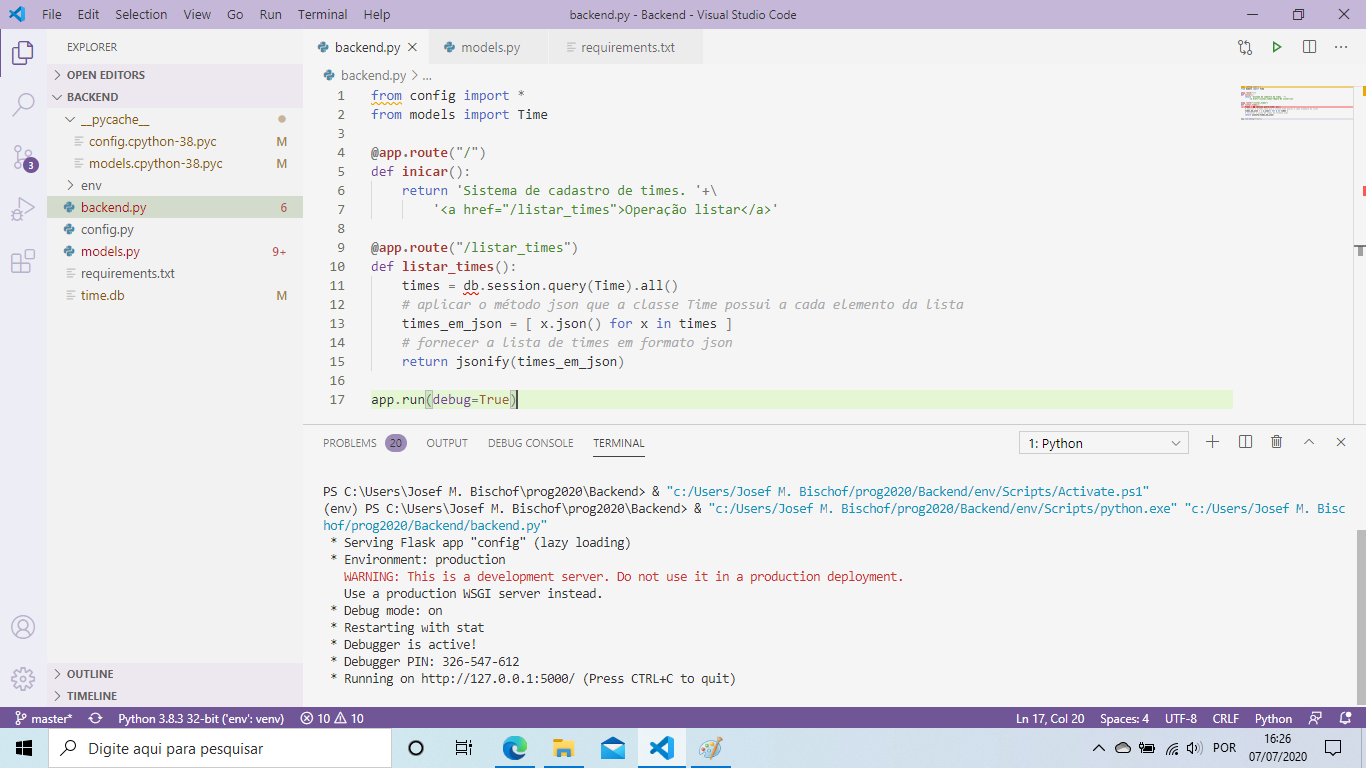 File Edit Selection View Go Run Terminal Help backend.py - Backend - Visual Studio Code
EXPLORER
OPEN EDITORS
BACKEND
__pycache__
config.cpython-38.pyc M
models.cpython-38.pyc M
env
backend.py 6
config.py
models.py 9+
requirements.txt
time.db M
OUTLINE
TIMELINE
3
backend.py models.py requirements.txt
backend.py > ...
1 from config import *
2 from models import Time
3
4 @app.route("/")
5 def inicar():
6 return 'Sistema de cadastro de times. '+\
7 '<a href="/listar_times">Operação listar</a>'
8
9 @app.route("/listar_times")
10 def listar_times():
11 times = db.session.query(Time).all()
12 # aplicar o método json que a classe Time possui a cada elemento da lista
13 times_em_json = [ x.json() for x in times ]
14 # fornecer a lista de times em formato json
15 return jsonify(times_em_json)
16
17 app.run(debug=True)
PROBLEMS 20 OUTPUT DEBUG CONSOLE TERMINAL 1: Python
PS C:\Users\Josef M. Bischof\prog2020\Backend> & "c:/Users/Josef M. Bischof/prog2020/Backend/env/Scripts/Activate.ps1"
(env) PS C:\Users\Josef M. Bischof\prog2020\Backend> & "c:/Users/Josef M. Bischof/prog2020/Backend/env/Scripts/python.exe" "c:/Users/Josef M. Bisc
hof/prog2020/Backend/backend.py"
* Serving Flask app "config" (lazy loading)
* Environment: production
WARNING: This is a development server. Do not use it in a production deployment.
Use a production WSGI server instead.
* Debug mode: on
* Restarting with stat
* Debugger is active!
* Debugger PIN: 326-547-612
* Running on http://127.0.0.1:5000/ (Press CTRL+C to quit)
master* Python 3.8.3 32-bit ('env': venv) 10 10 Ln 17, Col 20 Spaces: 4 UTF-8 CRLF Python
Digite aqui para pesquisar POR 16:26
07/07/2020